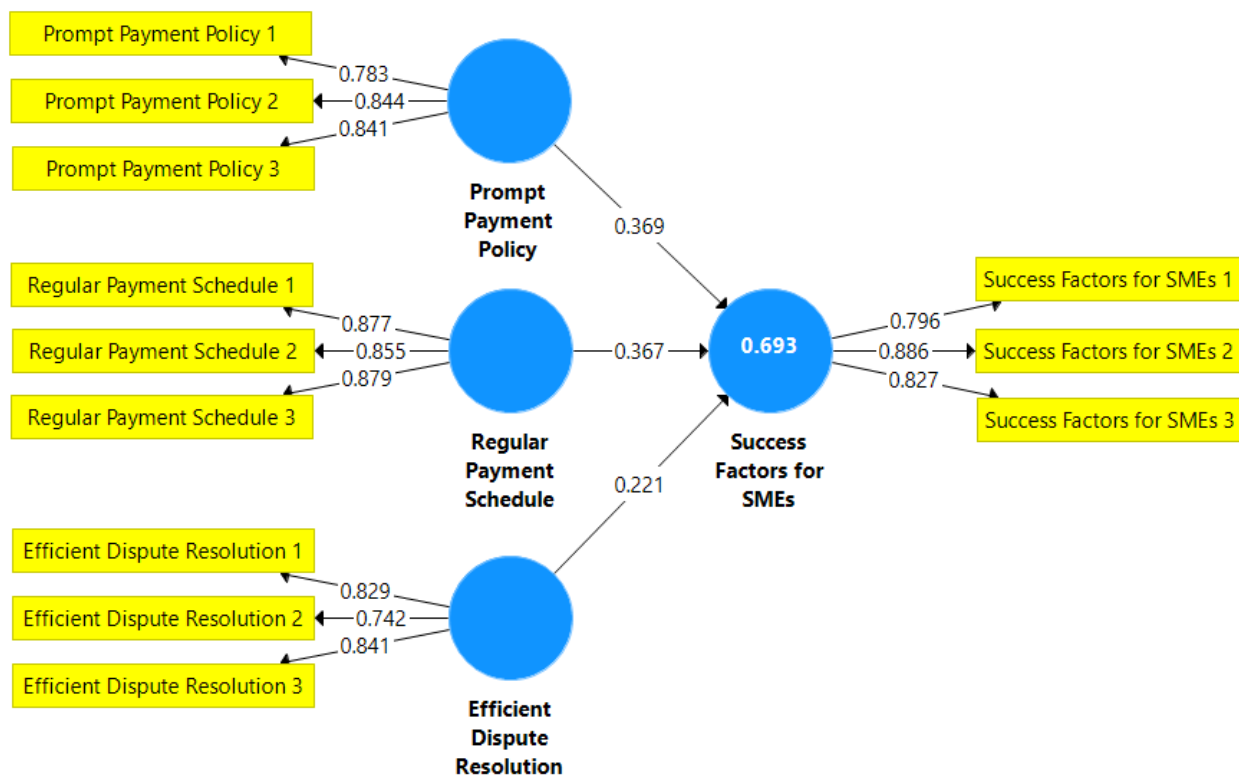 Prompt Payment Policy 1
0.783
Prompt Payment Policy 2
0.844
0.841
Prompt Payment Policy 3
Prompt
Payment
Policy
0.369
Regular Payment Schedule 1
0.877
Regular Payment Schedule 2
0.855
0.879
Regular Payment Schedule 3
Regular
Payment
Schedule
0.367
0.693
Success
Factors for
SMEs
Success Factors for SMEs 1
0.796
0.886
Success Factors for SMEs 2
0.827
Success Factors for SMEs 3
0.221
Efficient Dispute Resolution 1
0.829
Efficient Dispute Resolution 2
0.742
0.841
Efficient Dispute Resolution 3
Efficient
Dispute
Resolution